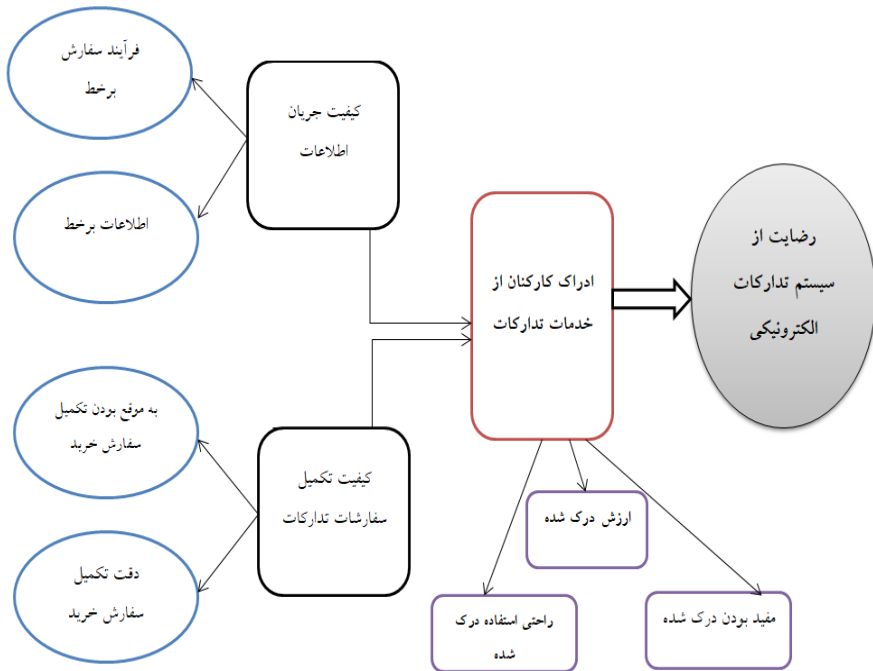 فرآیند سفارش
برخط
کیفیت جریان
اطلاعات
اطلاعات برخط
رضایت از
سیستم تدارکات
الکترونیکی
ادراک کارکنان از
خدمات تدارکات
به موقع بودن تکمیل
سفارش خرید
کیفیت تکمیل
سفارشات تدارکات
دقت تکمیل
سفارش خرید
ارزش درک شده
راحتی استفاده درک
شده
مفید بودن درک شده